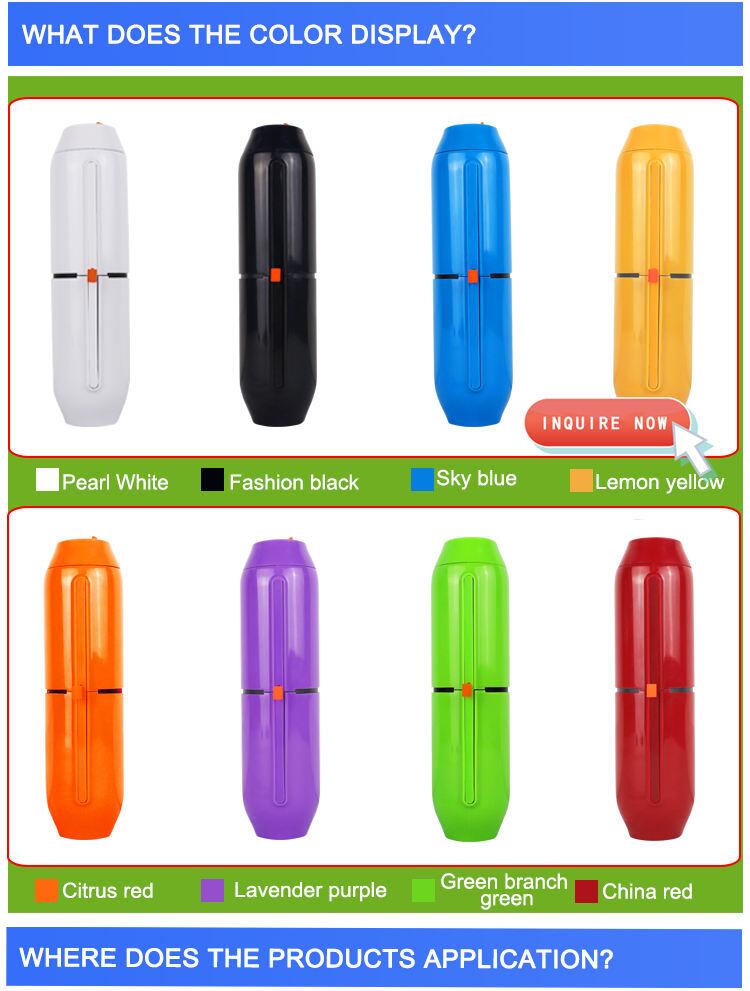 WHAT DOES THE COLOR DISPLAY?
INQUIRE NOW
Pearl White
Fashion black
Sky blue
Lemon yellow
Citrus red
Lavender purple
Green branch
green
China red
WHERE DOES THE PRODUCTS APPLICATION?